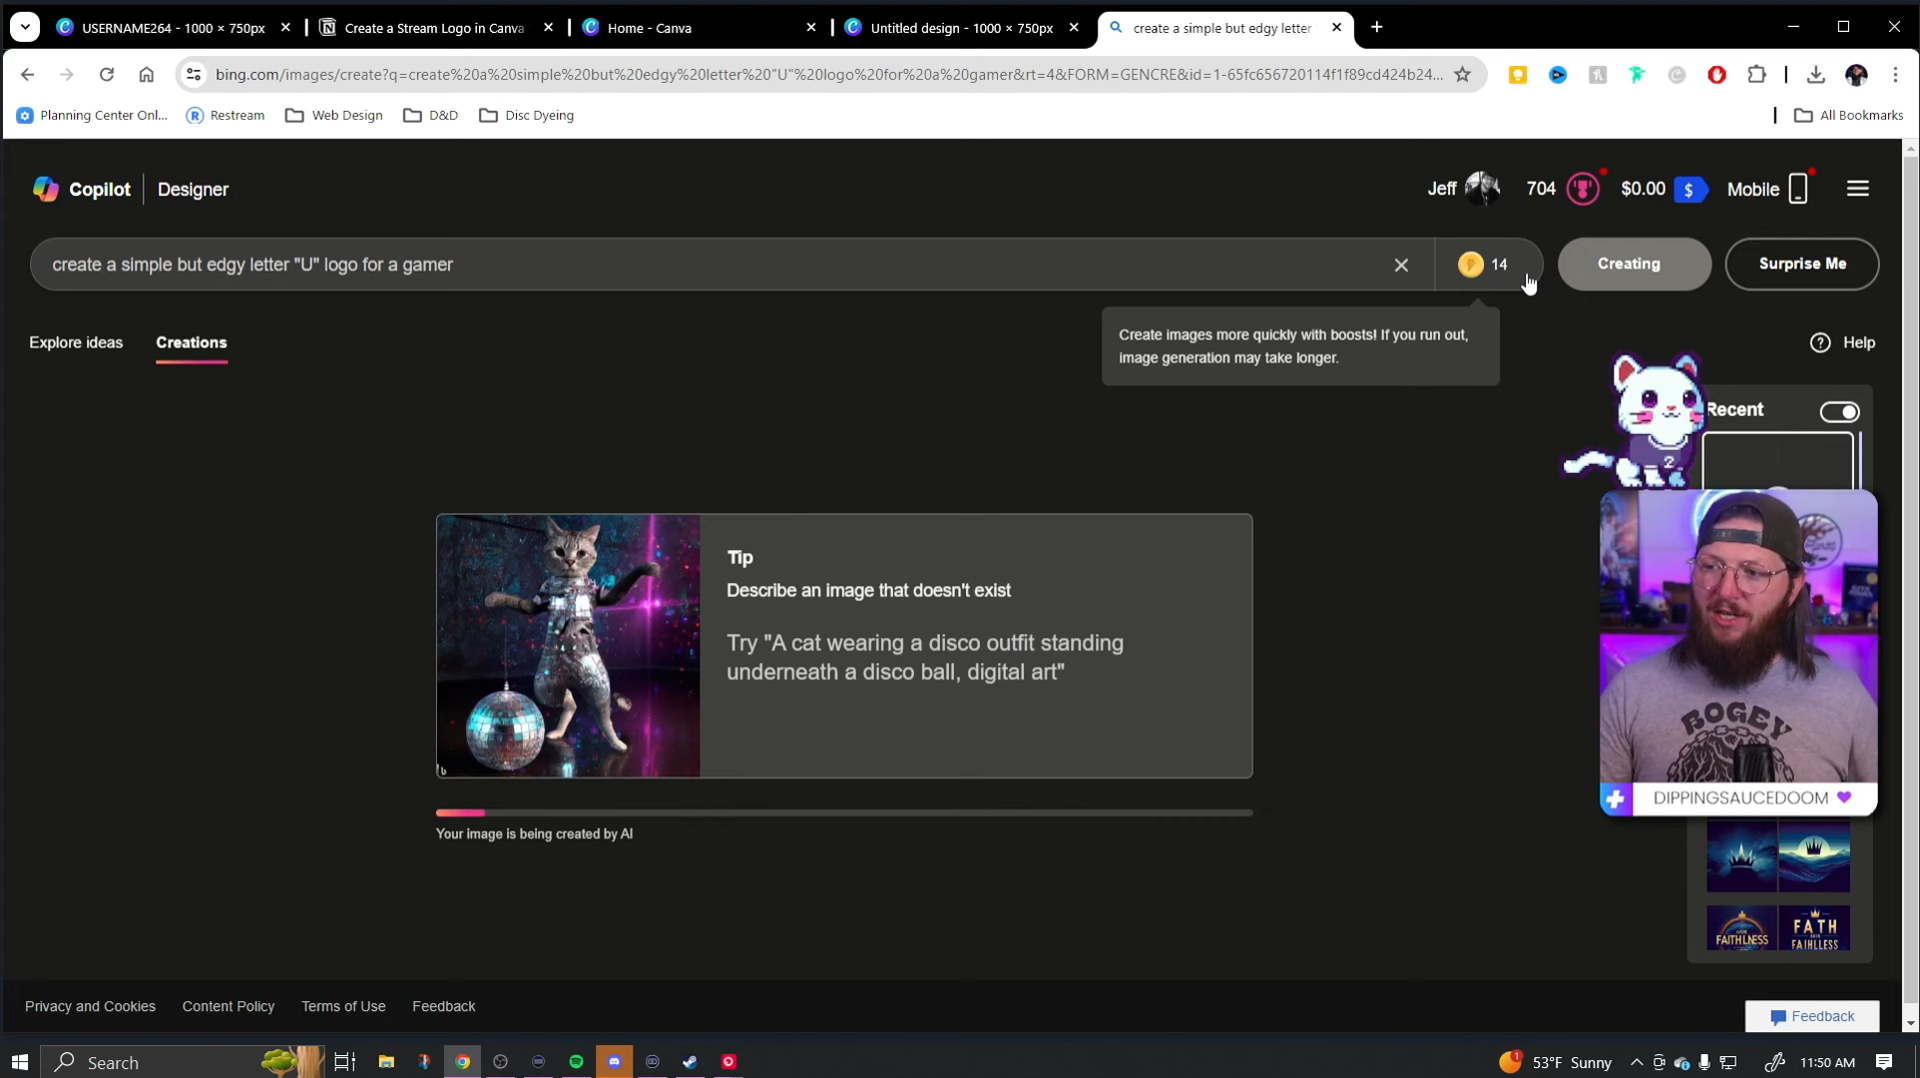 USERNAME264 - 1000 × 750px
Create a Stream Logo in Canva
Home - Canva
Untitled design - 1000 × 750px
create a simple but edgy letter
bing.com/images/create?q=create%20a%20simple%20but%20edgy%20letter%20"U"%20logo%20for%20a%20gamer&rt=4&FORM=GENCRE&id=1-65fc656720114f1f89cd424b24...
Planning Center Onl...
Restream
Web Design
D&D
Disc Dyeing
All Bookmarks
Copilot
Designer
Jeff
704
$0.00
$
Mobile
create a simple but edgy letter "U" logo for a gamer
14
Creating
Surprise Me
Create images more quickly with boosts! If you run out,
image generation may take longer.
Explore ideas
Creations
Help
Recent
2
Tip
Describe an image that doesn't exist
Try "A cat wearing a disco outfit standing
underneath a disco ball, digital art"
BOGEY
DIPPINGSAUCEDOOM
Your image is being created by AI
FAITHLNESS
FATH
FAIHLLESS
Privacy and Cookies
Content Policy
Terms of Use
Feedback
Feedback
Search
1
53°F Sunny
11:50 AM